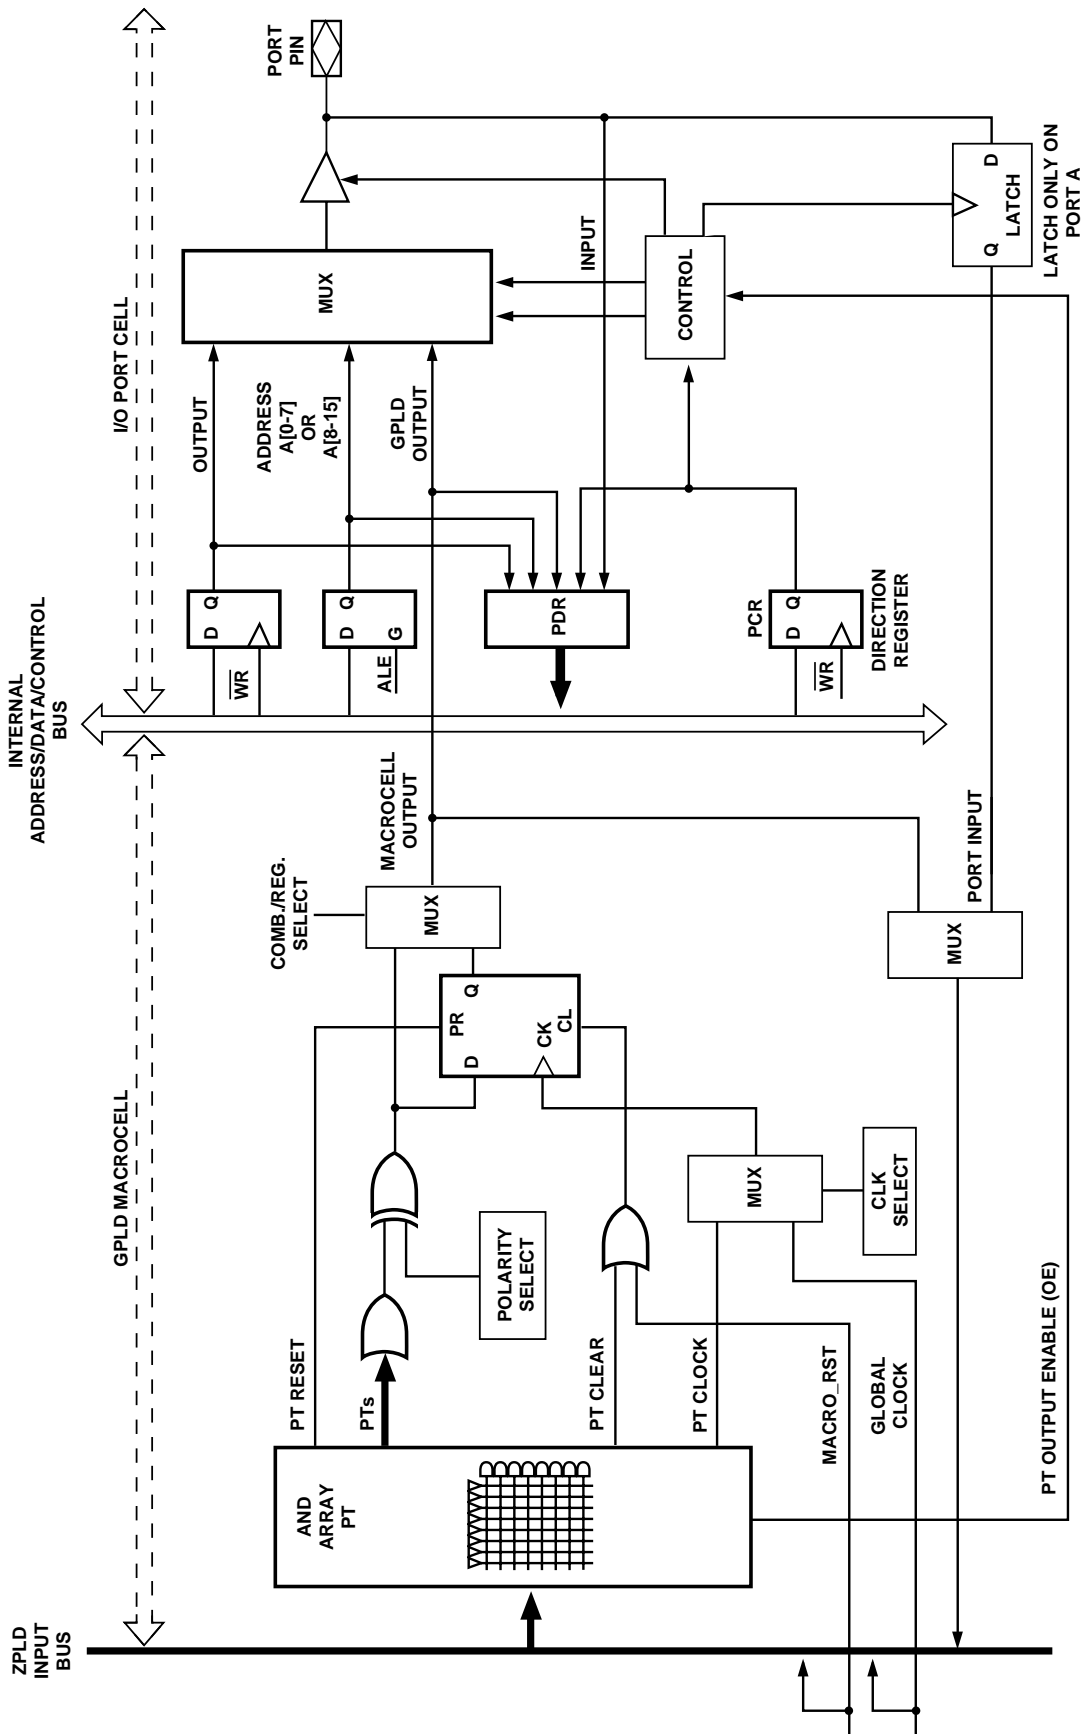 ZPLD
INPUT
BUS
INTERNAL
ADDRESS/DATA/CONTROL
BUS
GPLD MACROCELL
I/O PORT CELL
OUTPUT
D Q
W̅R̅
ADDRESS
A[0-7]
OR
A[8-15]
PORT
PIN
MUX
AND
ARRAY
PT
PT RESET
COMB./REG.
SELECT
PTs
MACROCELL
OUTPUT
D Q
ALE G
GPLD
OUTPUT
MUX
D PR Q
CK
CL
POLARITY
SELECT
PDR
INPUT
PT CLEAR
PT CLOCK
MUX
CONTROL
PCR
D Q
W̅R̅
DIRECTION
REGISTER
MACRO_RST
GLOBAL
CLOCK
CLK
SELECT
MUX
PORT INPUT
Q D
LATCH
LATCH ONLY ON
PORT A
PT OUTPUT ENABLE (OE)